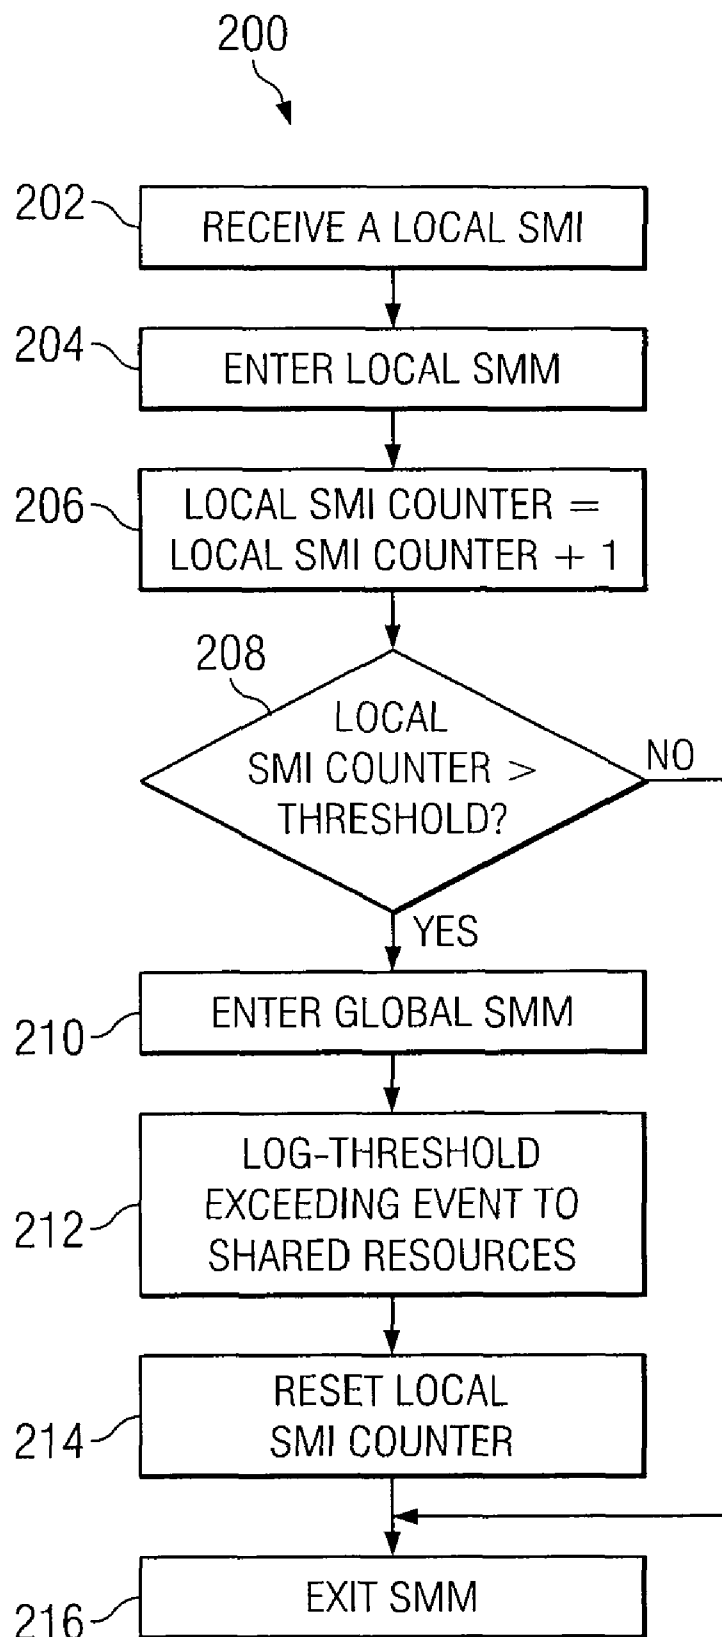 200
202
RECEIVE A LOCAL SMI
204
ENTER LOCAL SMM
206
LOCAL SMI COUNTER =
LOCAL SMI COUNTER + 1
208
LOCAL
SMI COUNTER >
THRESHOLD?
NO
YES
210
ENTER GLOBAL SMM
212
LOG-THRESHOLD
EXCEEDING EVENT TO
SHARED RESOURCES
214
RESET LOCAL
SMI COUNTER
216
EXIT SMM